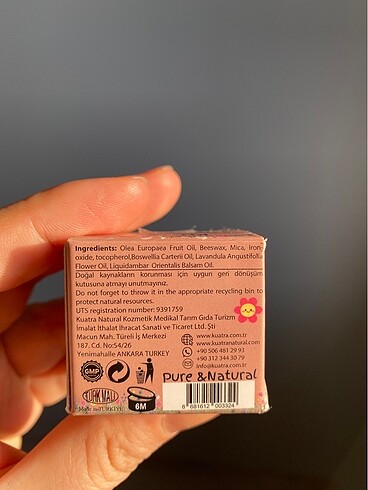 Ingredients: Olea Europaea Fruit Oil, Beeswax, Mica, Iron-
oxide, tocopherol,Boswellia Carterii Oil, Lavandula Angustifolia
Flower Oil, Liquidambar Orientalis Balsam Oil.
Doğal kaynakların korunması için uygun geri dönüşüm
kutusuna atmayı unutmayınız.
Do not forget to throw it in the appropriate recycling bin to
protect natural resources.
UTS registration number: 9391759
Kuatra Natural Kozmetik Medikal Tarım Gıda Turizm
İmalat İthalat İhracat Sanati ve Ticaret Ltd. Şti
Macun Mah. Türeli İş Merkezi
187. Cd. No:54/26
Yenimahalle ANKARA TURKEY
www.kuatra.com.tr
www.kuatranatural.com
+90 506 481 29 93
+90 312 344 30 79
info@kuatra.com.tr
GMP
Pure & Natural
6M
8 681612 003324